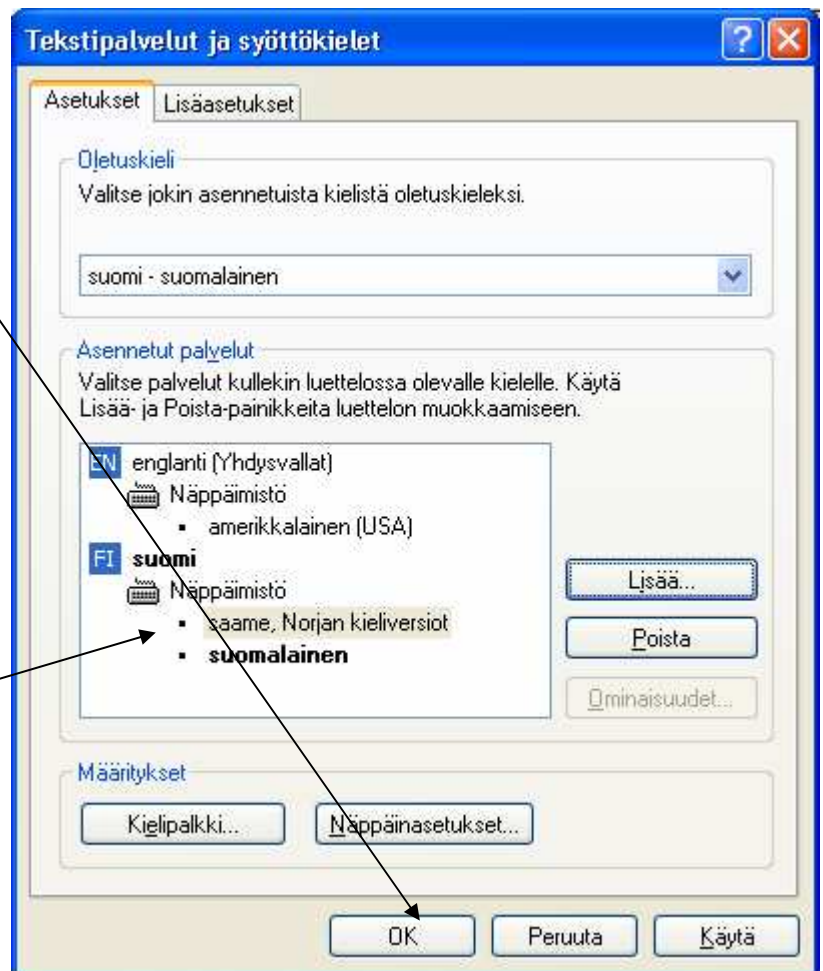 Tekstipalvelut ja syöttökielet
Asetukset Lisäasetukset
Oletuskieli
Valitse jokin asennetuista kielistä oletuskieleksi.
suomi - suomalainen
Asennetut palvelut
Valitse palvelut kullekin luettelossa olevalle kielelle. Käytä
Lisää- ja Poista-painikkeita luettelon muokkaamiseen.
EN englanti (Yhdysvallat)
Näppäimistö
▪ amerikkalainen (USA)
FI suomi
Näppäimistö
▪ saame, Norjan kieliversiot
▪ suomalainen
Lisää...
Poista
Ominaisuudet...
Määritykset
Kielipalkki... Näppäinasetukset...
OK Peruuta Käytä